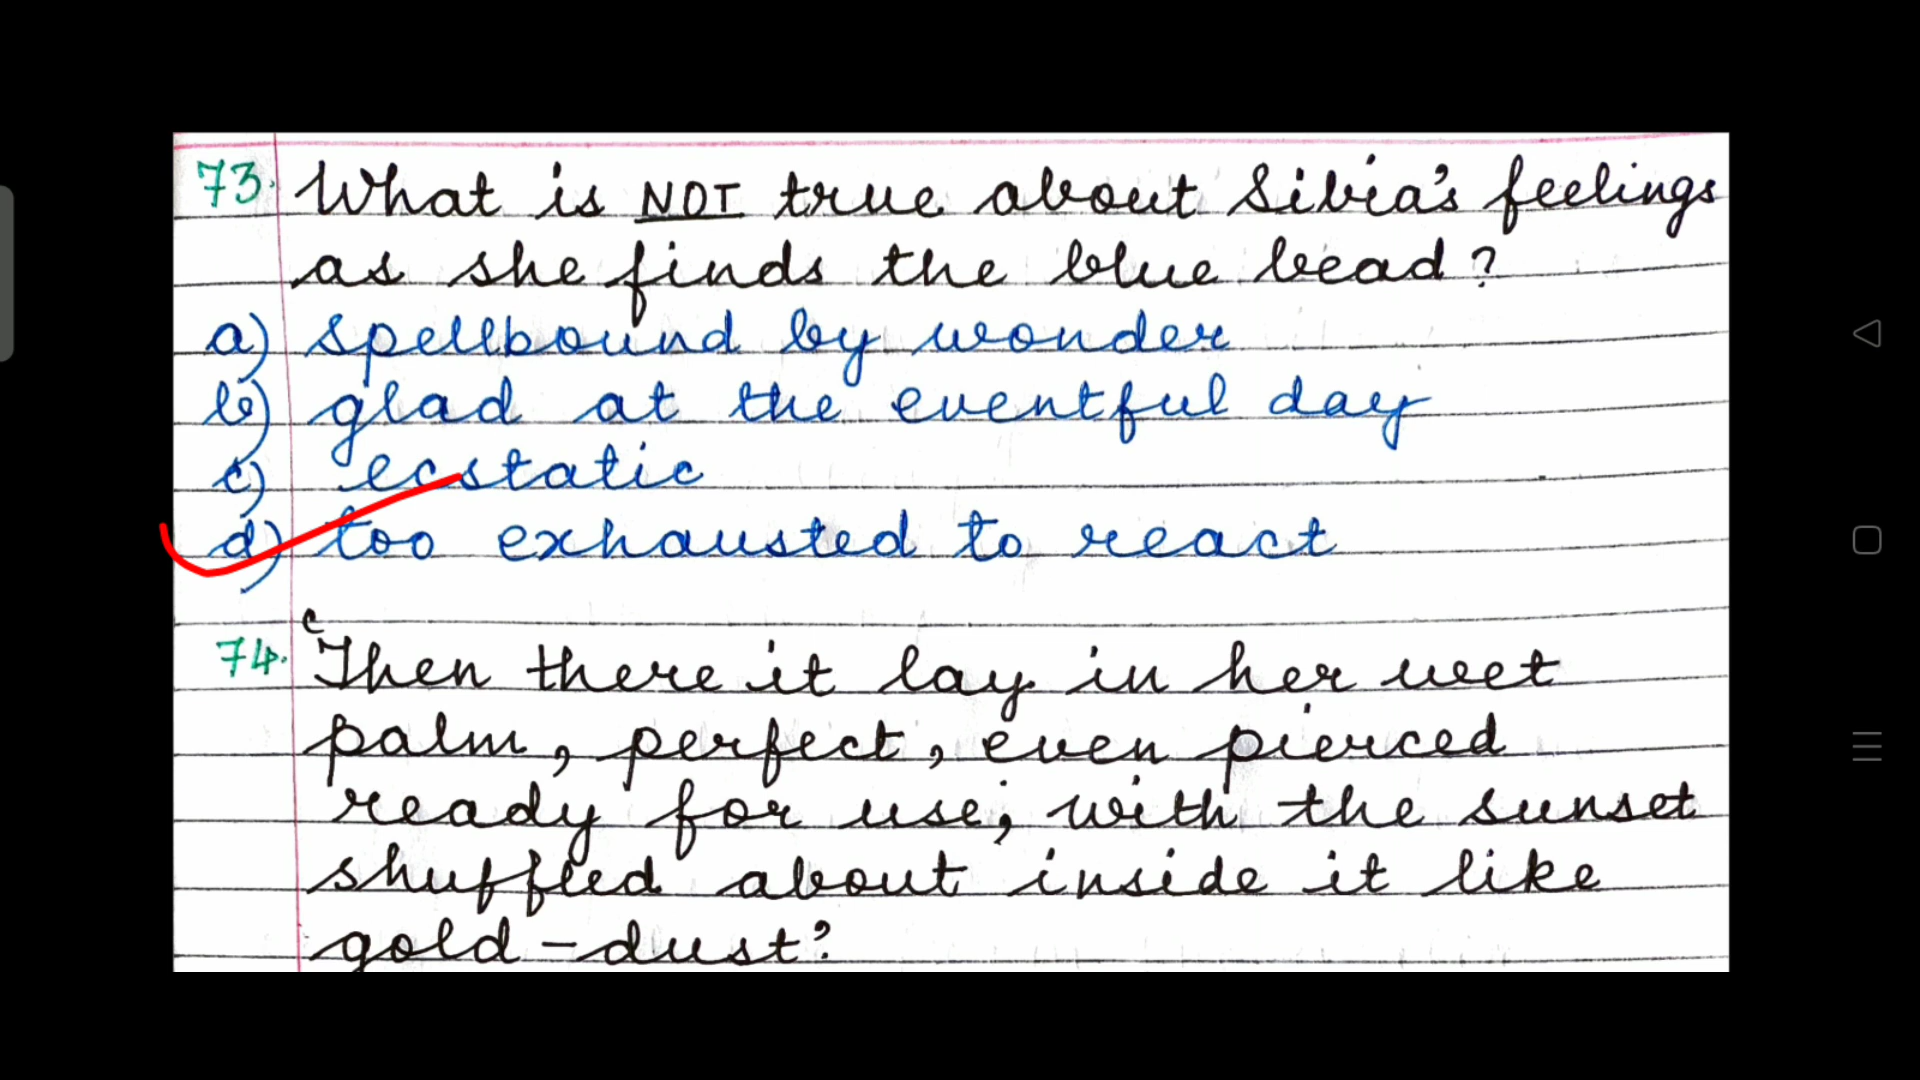 73. What is NOT true about Sibia's feelings
as she finds the blue bead?
a) spellbound by wonder
b) glad at the eventful day
c) ecstatic
d) too exhausted to react
74. 'Then there it lay in her wet
palm, perfect, even pierced
ready for use, with the sunset
shuffled about inside it like
gold-dust'.